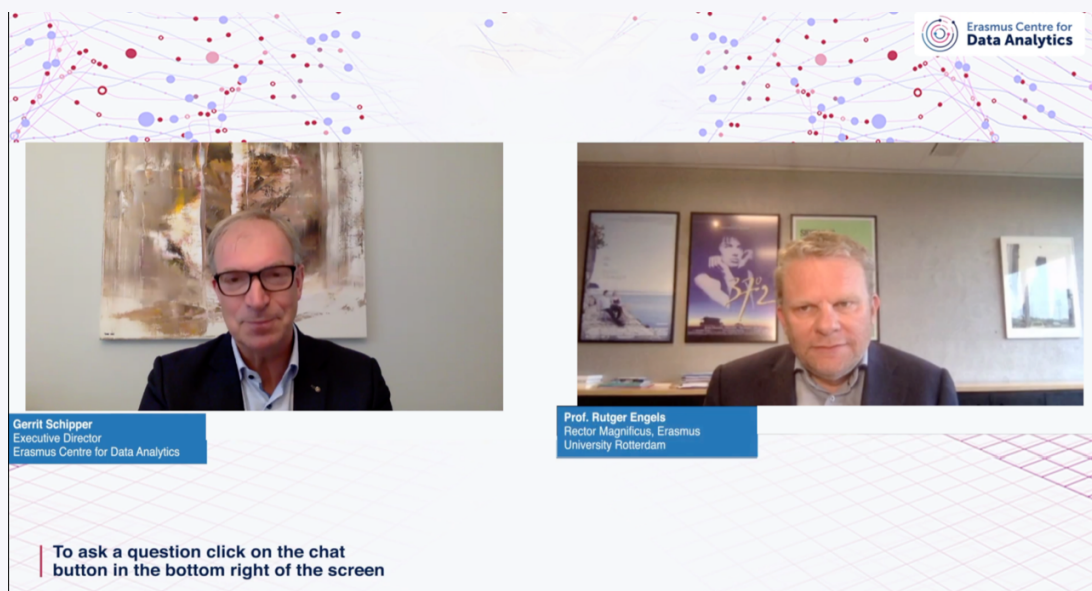 Erasmus Centre for
Data Analytics
Gerrit Schipper
Executive Director
Erasmus Centre for Data Analytics
Prof. Rutger Engels
Rector Magnificus, Erasmus
University Rotterdam
To ask a question click on the chat
button in the bottom right of the screen